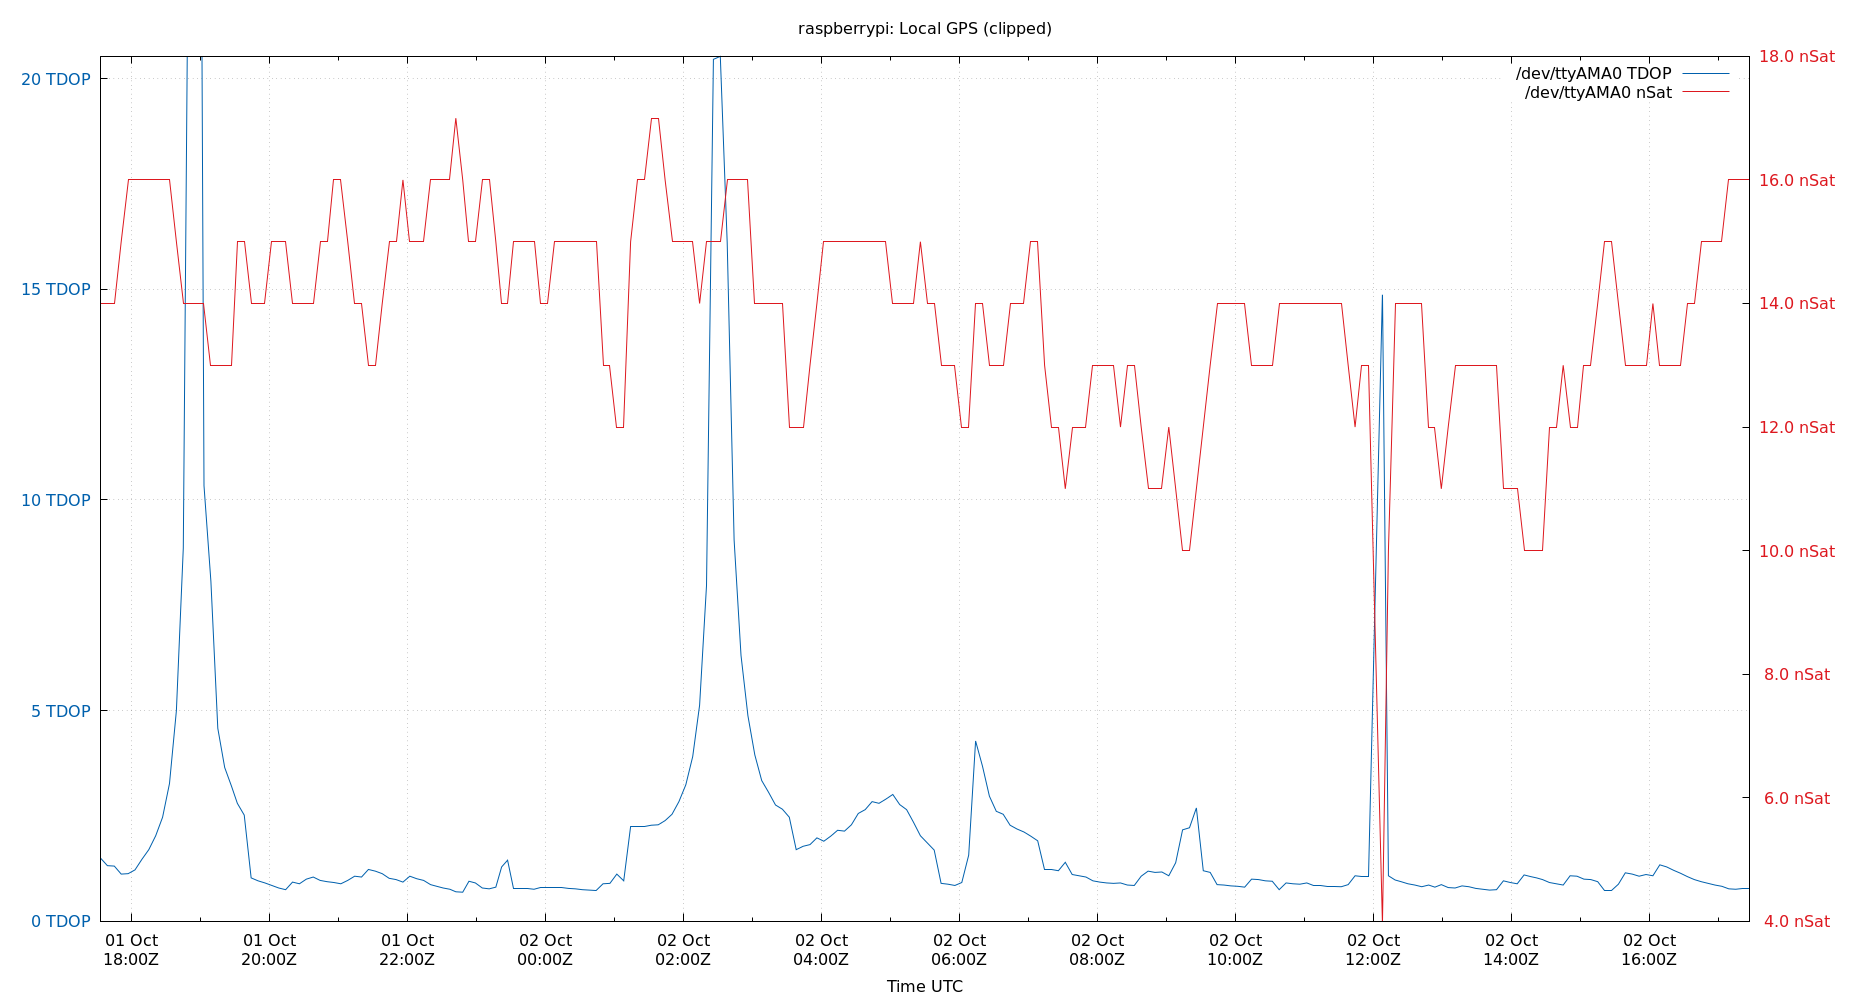 raspberrypi: Local GPS (clipped)
20 TDOP
15 TDOP
10 TDOP
5 TDOP
0 TDOP
/dev/ttyAMA0 TDOP
/dev/ttyAMA0 nSat
18.0 nSat
16.0 nSat
14.0 nSat
12.0 nSat
10.0 nSat
8.0 nSat
6.0 nSat
4.0 nSat
01 Oct 01 Oct 01 Oct 02 Oct 02 Oct 02 Oct 02 Oct 02 Oct 02 Oct 02 Oct 02 Oct 02 Oct
18:00Z 20:00Z 22:00Z 00:00Z 02:00Z 04:00Z 06:00Z 08:00Z 10:00Z 12:00Z 14:00Z 16:00Z
Time UTC